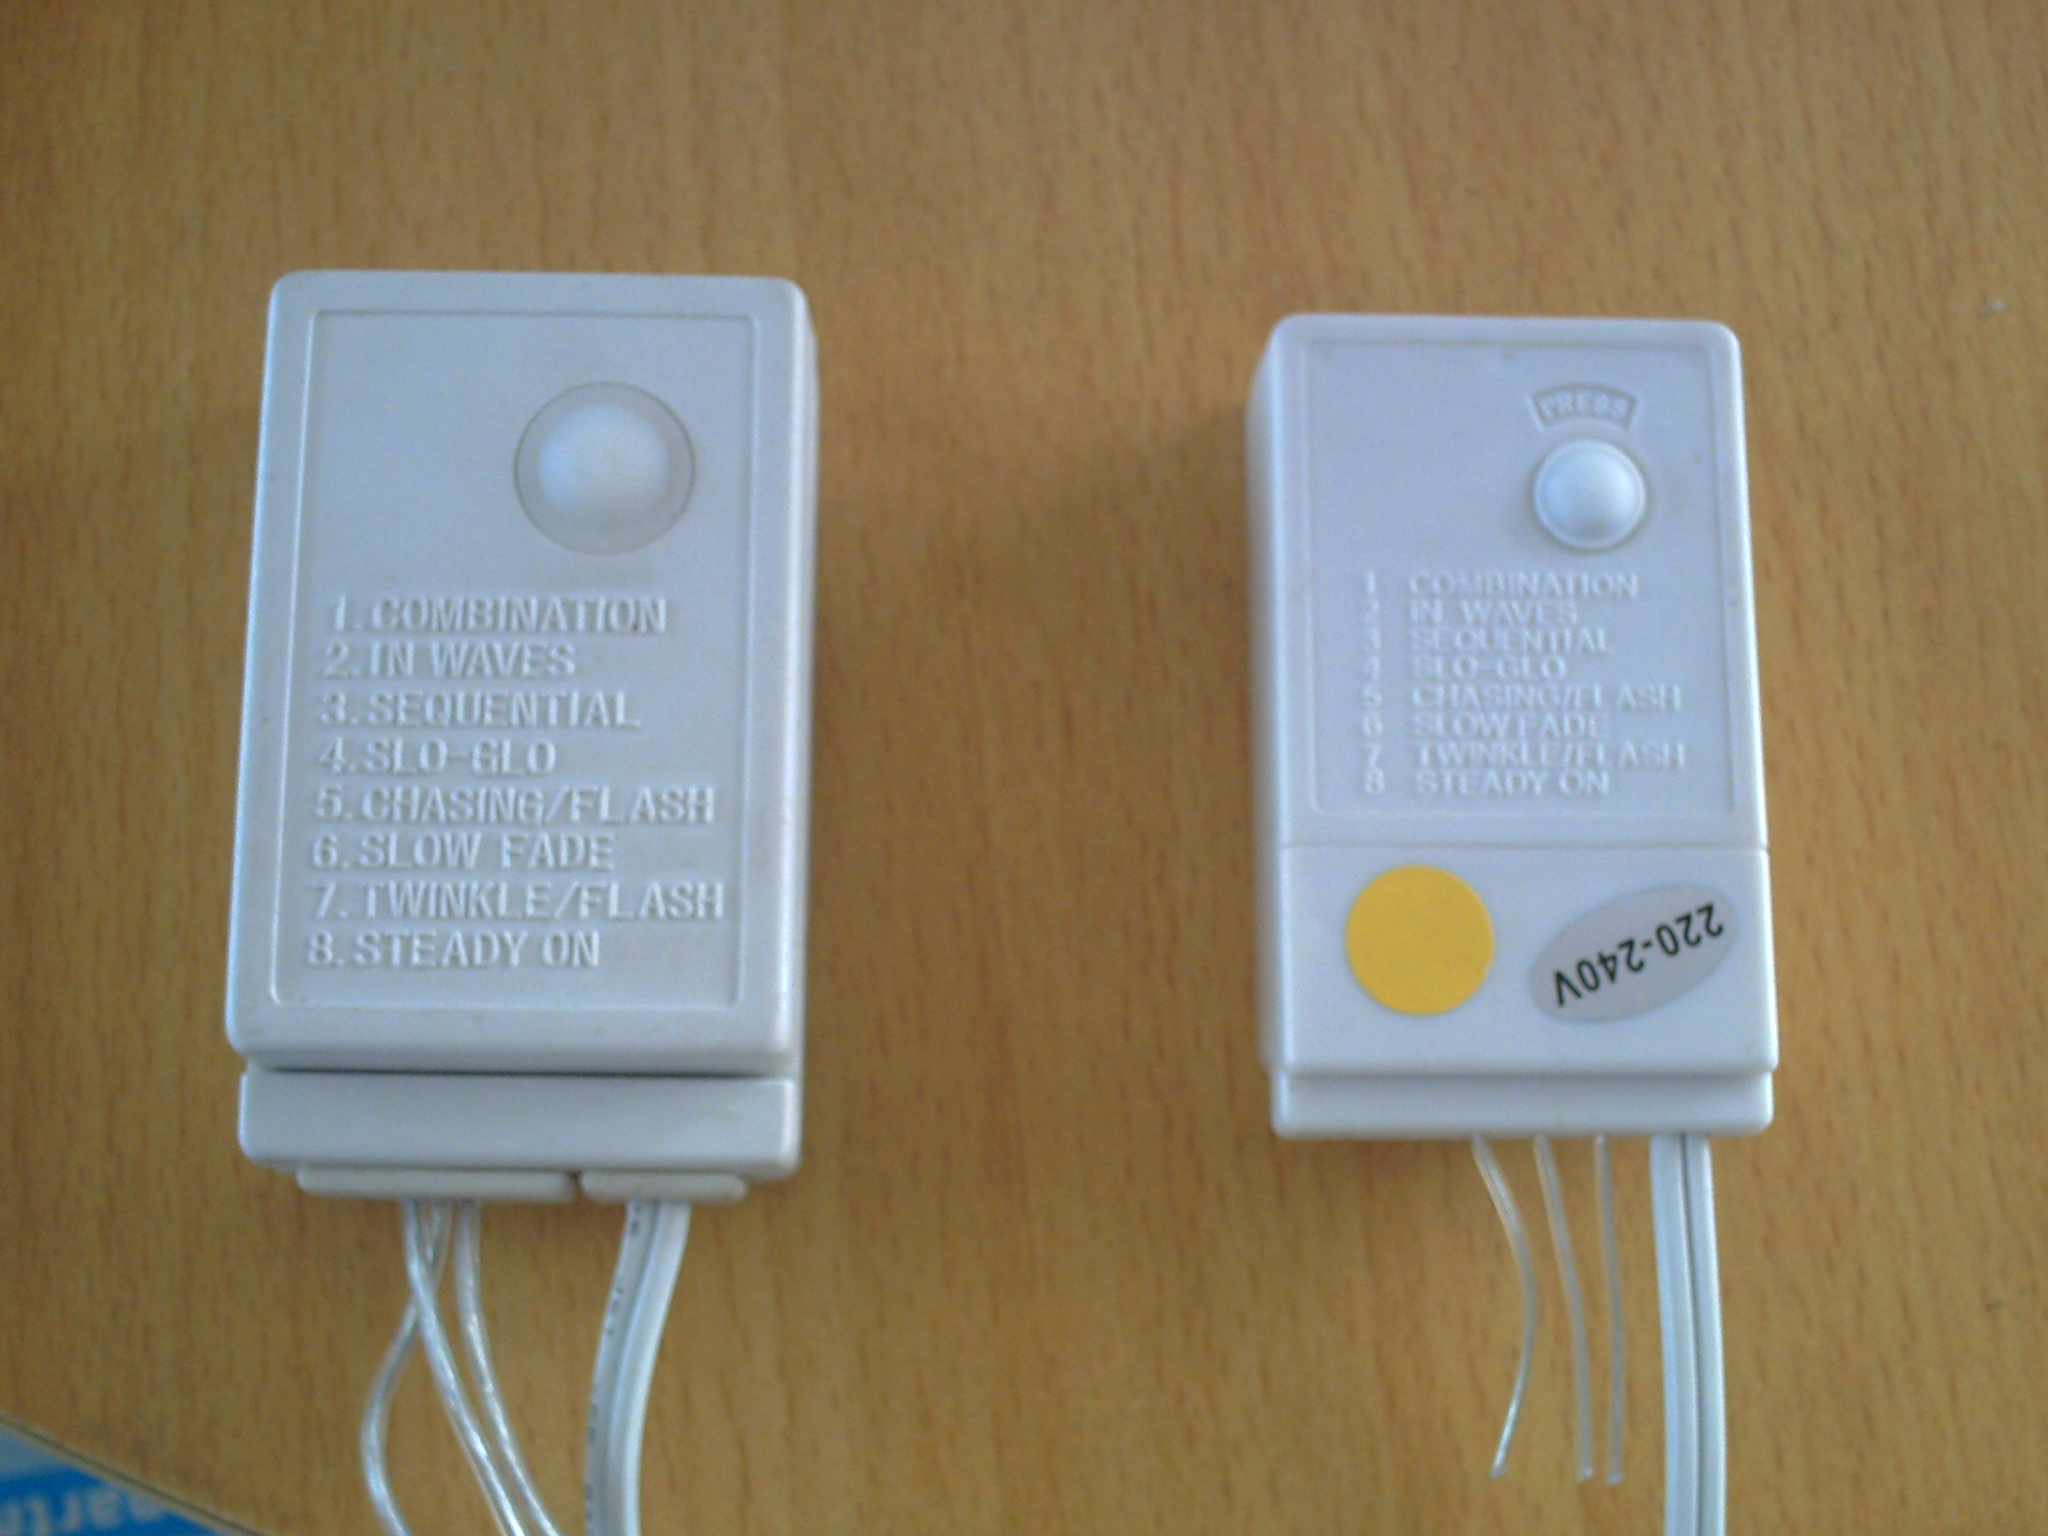 1. COMBINATION
2. IN WAVES
3. SEQUENTIAL
4. SLO-GLO
5. CHASING/FLASH
6. SLOW FADE
7. TWINKLE/FLASH
8. STEADY ON
PRESS
1 COMBINATION
2 IN WAVES
3 SEQUENTIAL
4 SLO-GLO
5 CHASING/FLASH
6 SLOW FADE
7 TWINKLE/FLASH
8 STEADY ON
220-240V